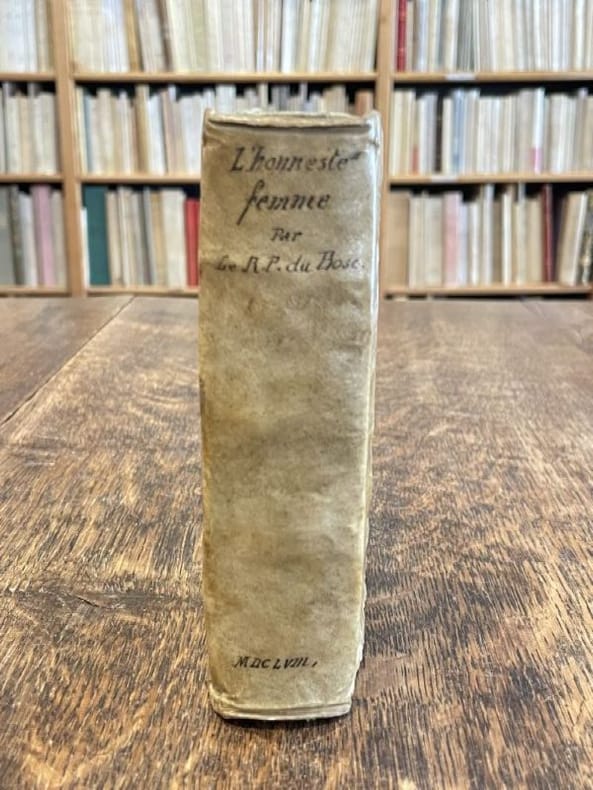 L'honneste
femme
Par
Le R.P. du Bosc.
MDCLVIII.